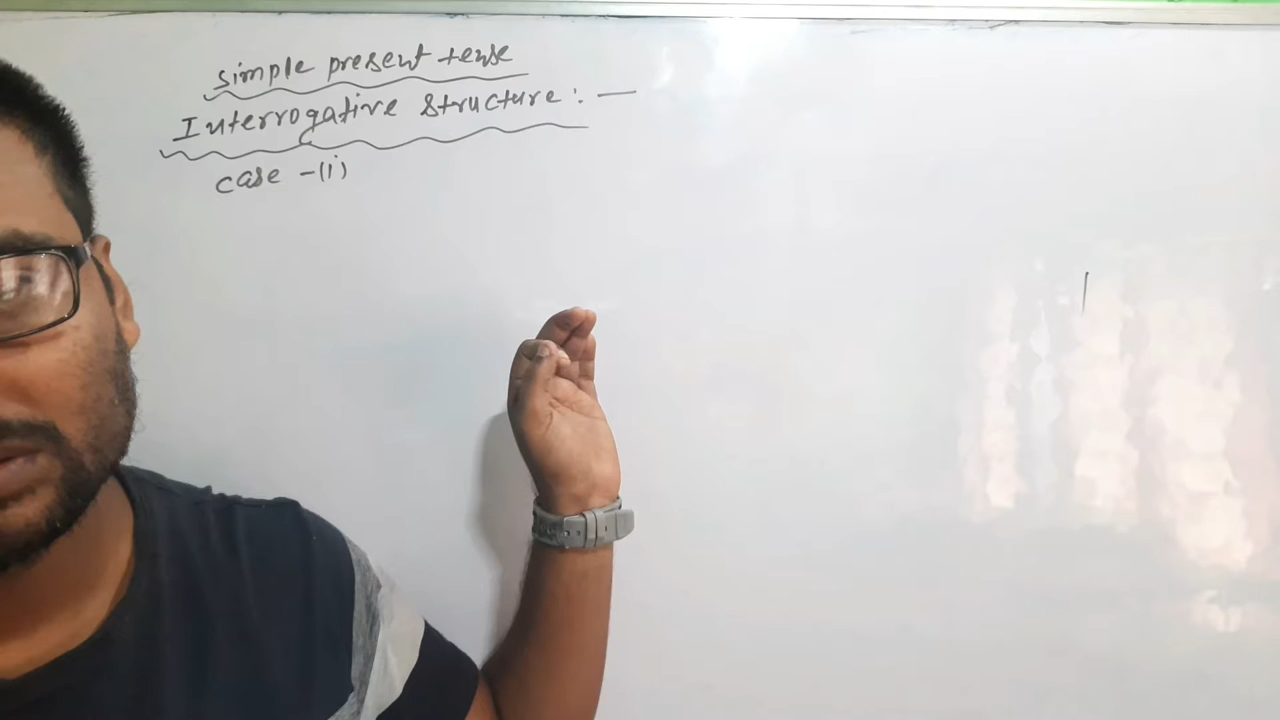 simple present tense
Interrogative structure : —
case -(i)